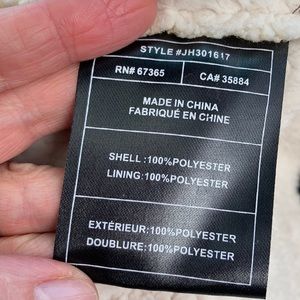 STYLE #JH301617
RN# 67365 CA# 35884
MADE IN CHINA
FABRIQUÉ EN CHINE
SHELL :100%POLYESTER
LINING:100%POLYESTER
EXTÉRIEUR:100%POLYESTER
DOUBLURE:100%POLYESTER